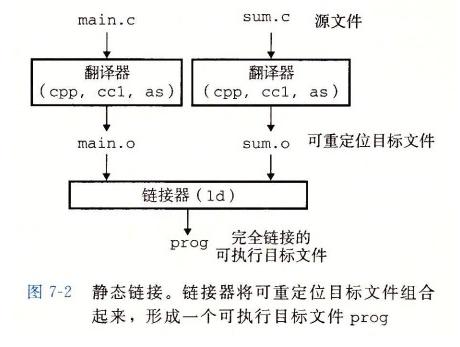 main.c sum.c 源文件
翻译器 翻译器
(cpp, cc1, as) (cpp, cc1, as)
main.o sum.o 可重定位目标文件
链接器(ld)
prog 完全链接的
可执行目标文件
图 7-2 静态链接。链接器将可重定位目标文件组合
起来，形成一个可执行目标文件 prog